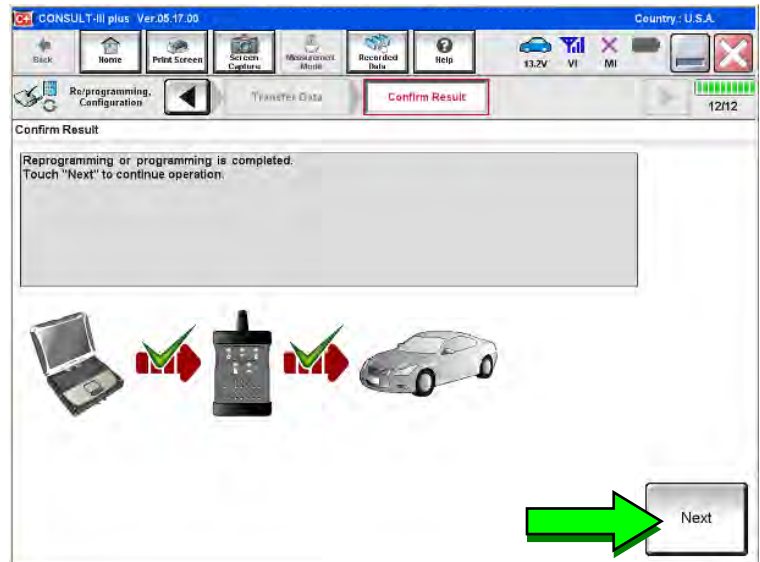 CONSULT-III plus Ver.05.17.00 Country : U.S.A.
Back
Home
Print Screen
Screen Capture
Measurement Mode
Recorded Data
Help
13.2V
VI
MI
Re/programming, Configuration
Transfer Data
Confirm Result
12/12
Confirm Result
Reprogramming or programming is completed.
Touch "Next" to continue operation.
Next